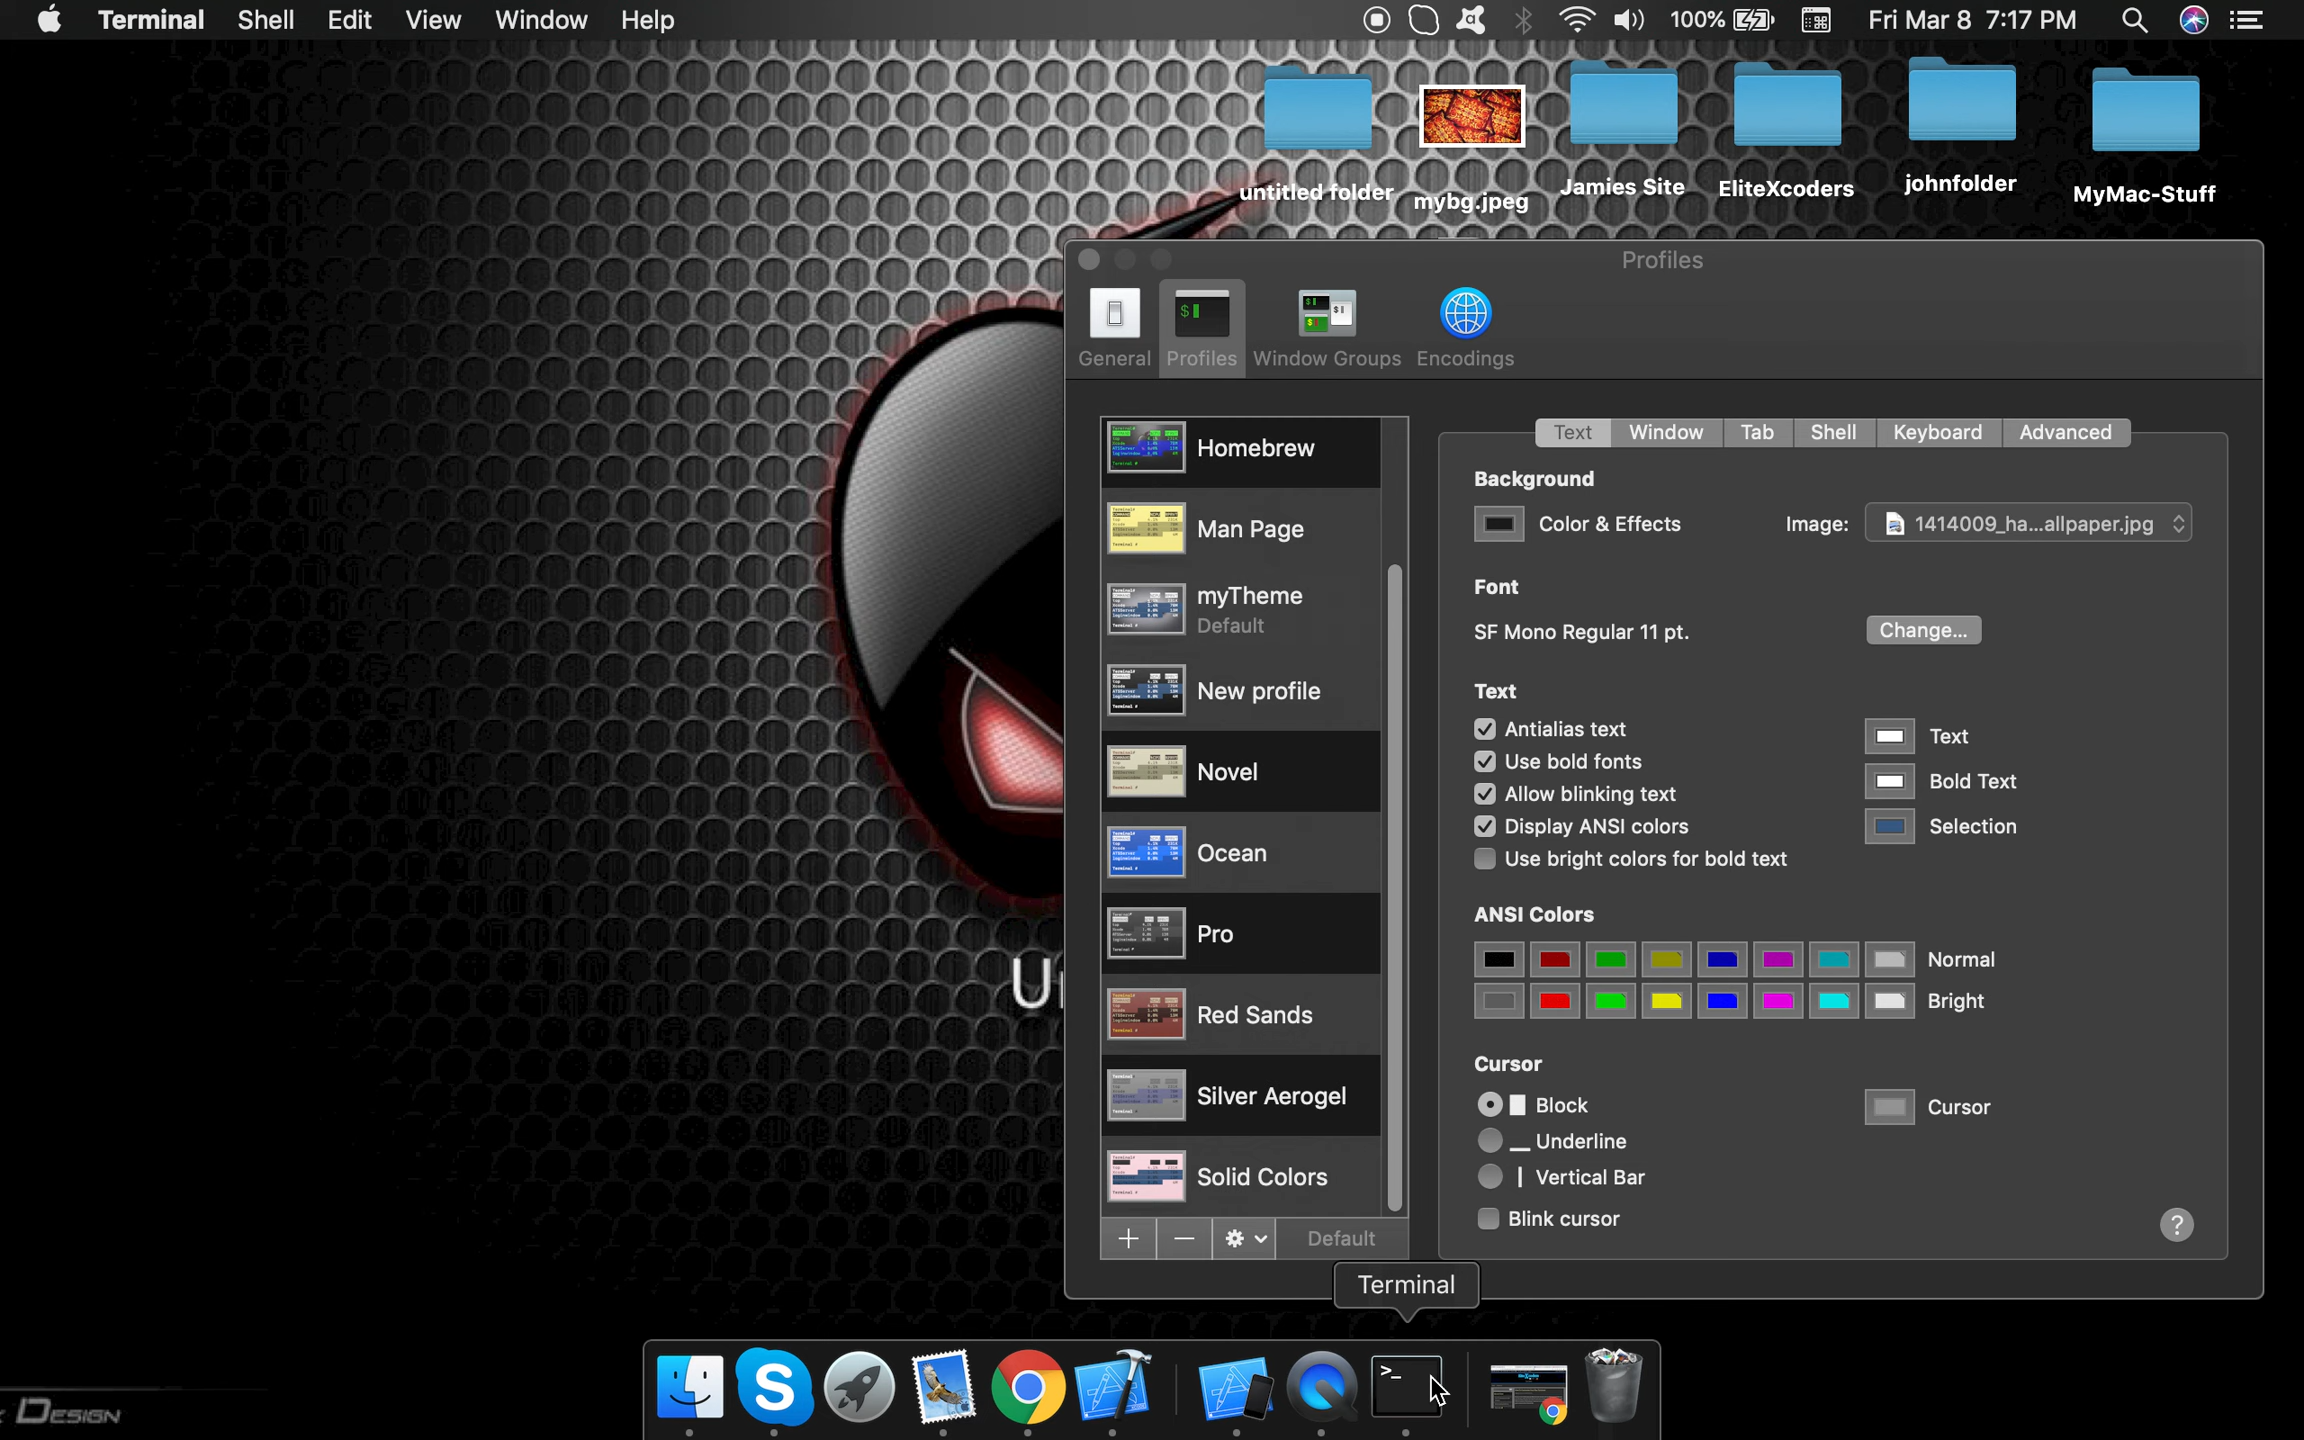 Terminal Shell Edit View Window Help 100% Fri Mar 8 7:17 PM
untitled folder mybg.jpeg Jamies Site EliteXcoders johnfolder MyMac-Stuff
Profiles
General Profiles Window Groups Encodings
Text Window Tab Shell Keyboard Advanced
Homebrew
Man Page
myTheme
Default
New profile
Novel
Ocean
Pro
Red Sands
Silver Aerogel
Solid Colors
Default
Background
Color & Effects Image: 1414009_ha...allpaper.jpg
Font
SF Mono Regular 11 pt. Change...
Text
Antialias text
Use bold fonts
Allow blinking text
Display ANSI colors
Use bright colors for bold text
Text
Bold Text
Selection
ANSI Colors
Normal
Bright
Cursor
Block
Underline
Vertical Bar
Blink cursor
Cursor
?
Terminal
Design